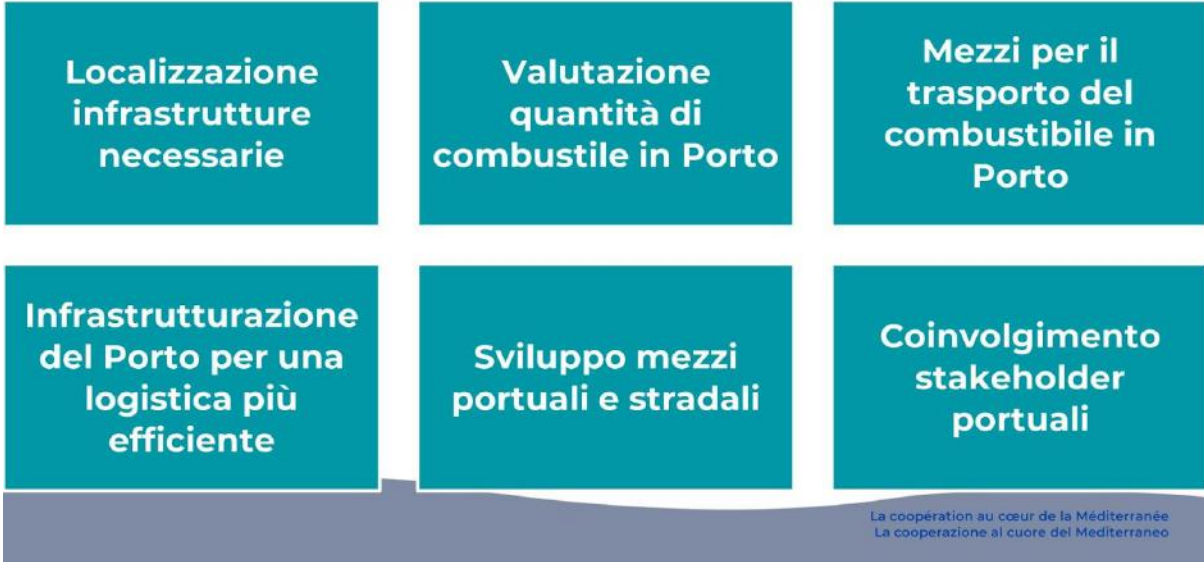 Localizzazione
infrastrutture
necessarie
Valutazione
quantità di
combustile in Porto
Mezzi per il
trasporto del
combustibile in
Porto
Infrastrutturazione
del Porto per una
logistica più
efficiente
Sviluppo mezzi
portuali e stradali
Coinvolgimento
stakeholder
portuali
La coopération au cœur de la Méditerranée
La cooperazione al cuore del Mediterraneo